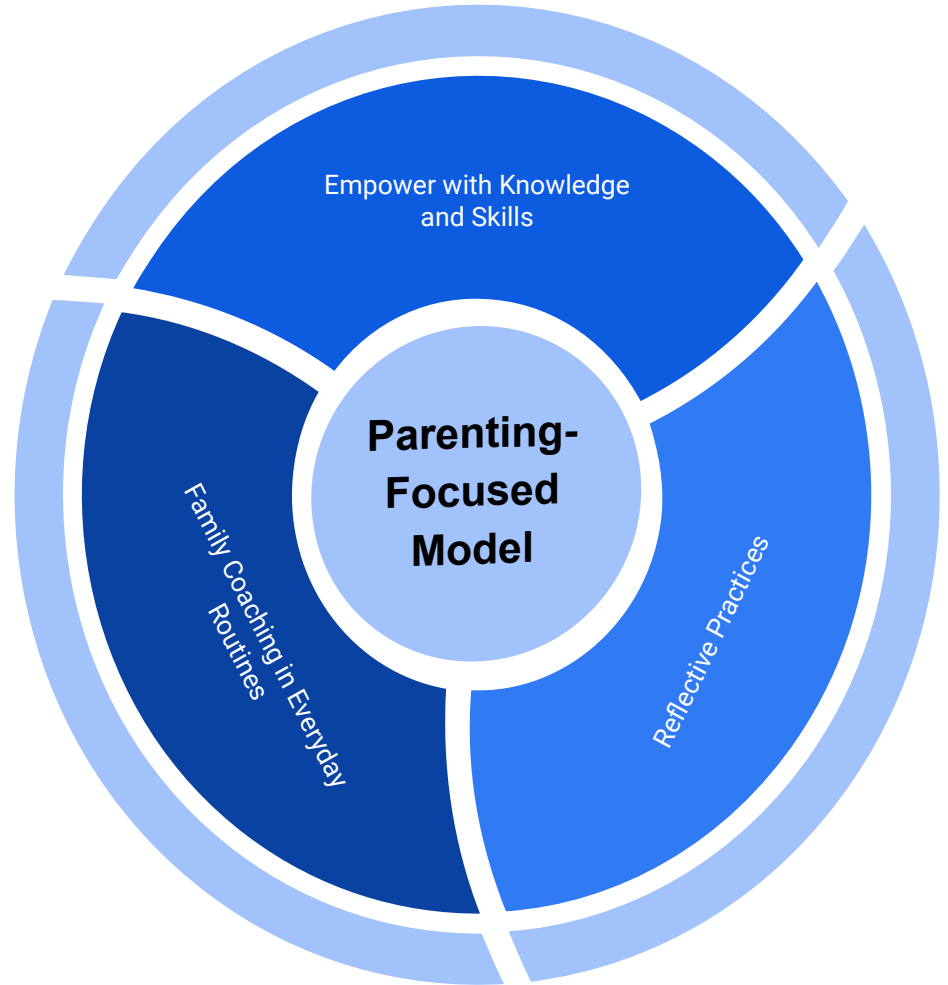 Empower with Knowledge
and Skills
Parenting-
Focused
Model
Family Coaching in Everyday
Routines
Reflective Practices